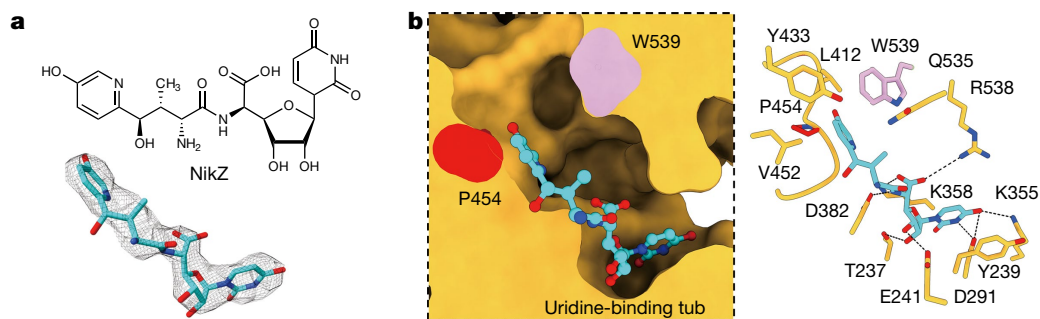 a
HO
N
CH₃
OH
NH₂
O
N
H
O
OH
O
OH
OH
O
NH
O
NikZ
b
W539
P454
Uridine-binding tub
Y433
L412
W539
Q535
R538
P454
V452
D382
K358
K355
T237
Y239
E241
D291